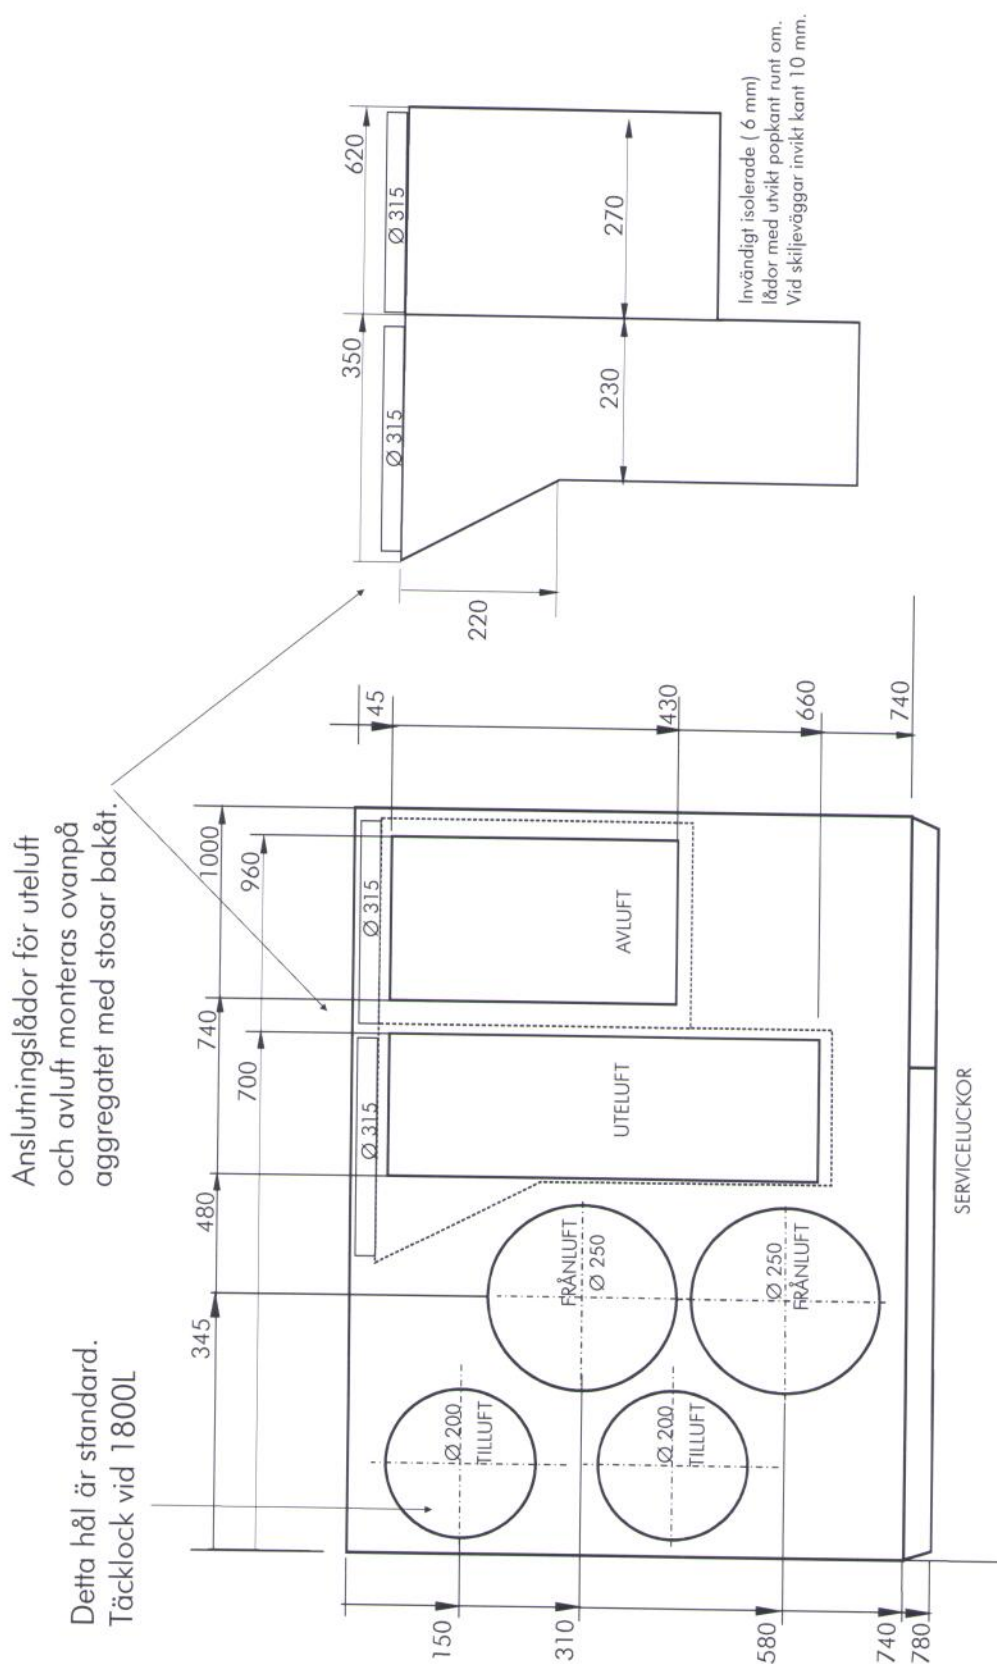 Anslutningslådor för uteluft
och avluft monteras ovanpå
aggregatet med stosar bakåt.
Detta hål är standard.
Täcklock vid 1800L
1000
960
740
700
480
345
Ø 315
Ø 315
45
430
660
740
AVLUFT
UTELUFT
FRÅNLUFT
Ø 250
Ø 250
FRÅNLUFT
Ø 200
TILLUFT
Ø 200
TILLUFT
150
310
580
740
780
SERVICELUCKOR
620
350
Ø 315
Ø 315
270
230
220
Invändigt isolerade ( 6 mm)
lådor med utvikt popkant runt om.
Vid skiljeväggar invikt kant 10 mm.